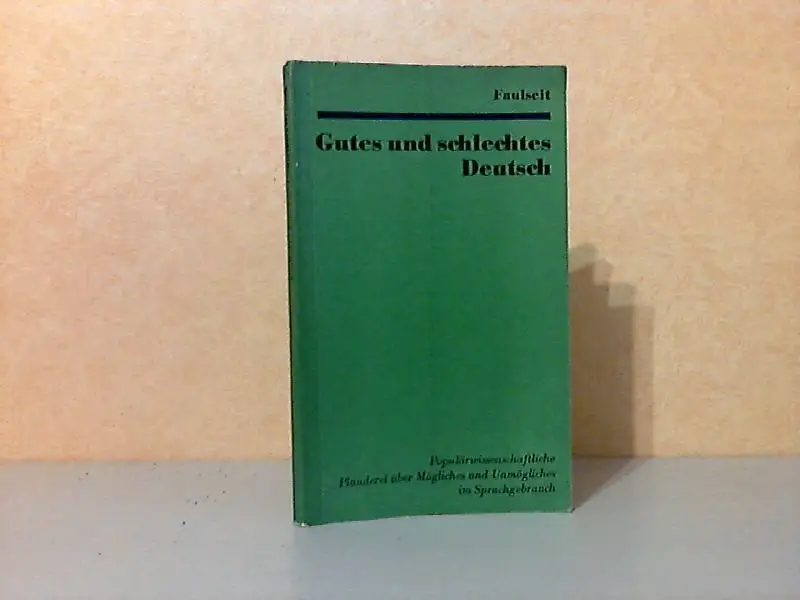 Faulseit
Gutes und schlechtes
Deutsch
Populärwissenschaftliche
Plauderei über Mögliches und Unmögliches
im Sprachgebrauch